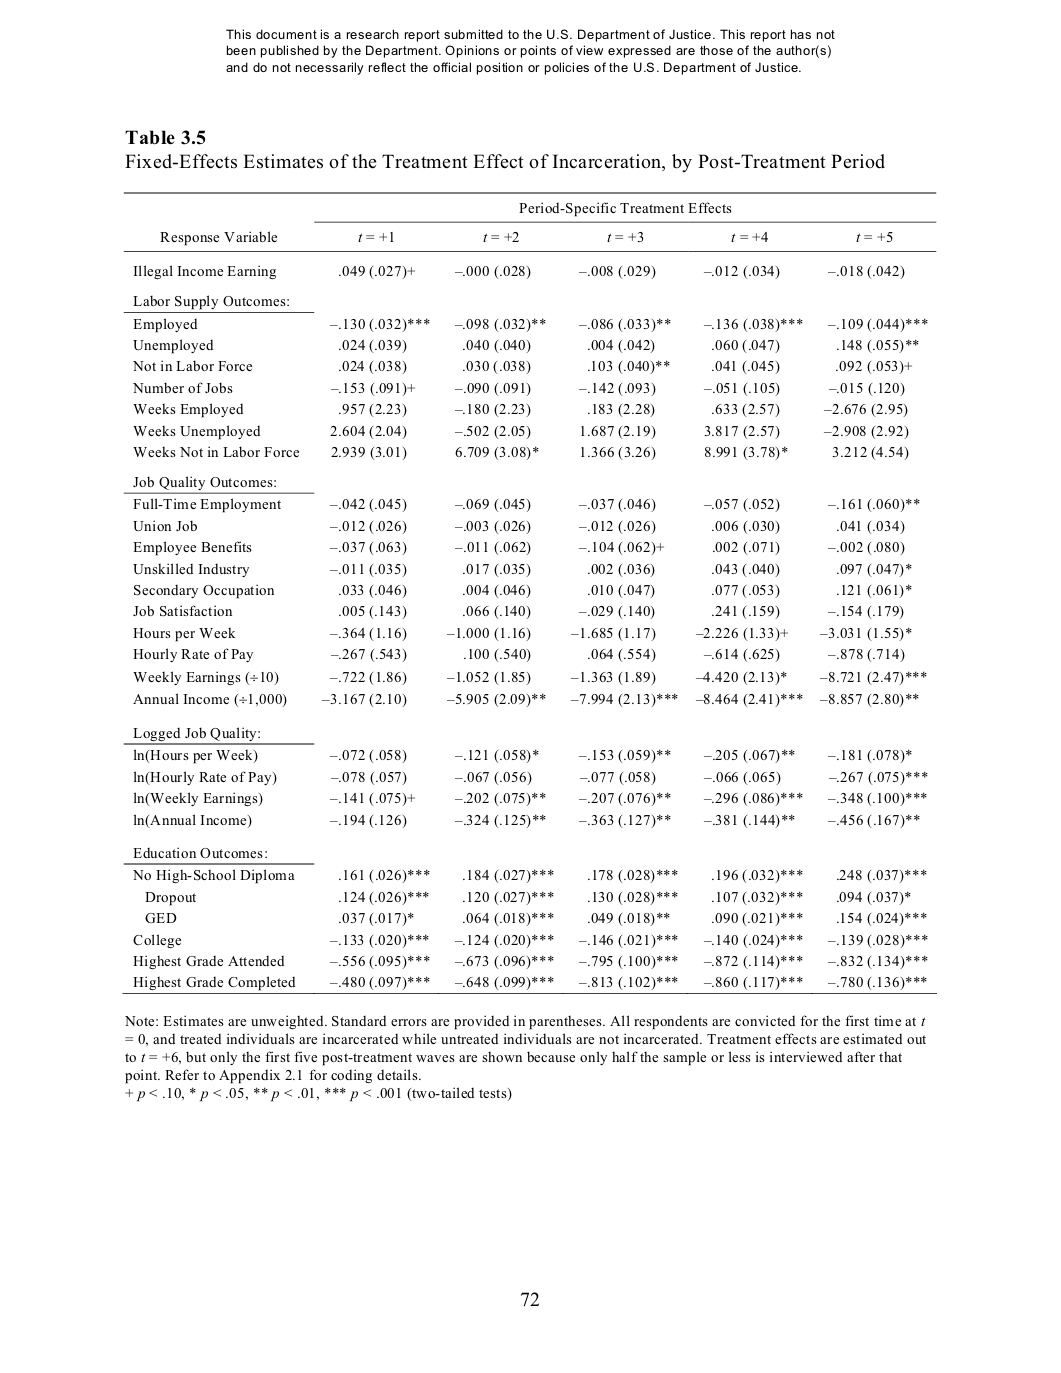 This document is a research report submitted to the U.S. Department of Justice. This report has not
been published by the Department. Opinions or points of view expressed are those of the author(s)
and do not necessarily reflect the official position or policies of the U.S. Department of Justice.
Table 3.5
Fixed-Effects Estimates of the Treatment Effect of Incarceration, by Post-Treatment Period
Period-Specific Treatment Effects
Response Variable t = +1 t = +2 t = +3 t = +4 t = +5
Illegal Income Earning .049 (.027)+ –.000 (.028) –.008 (.029) –.012 (.034) –.018 (.042)
Labor Supply Outcomes:
Employed –.130 (.032)*** –.098 (.032)** –.086 (.033)** –.136 (.038)*** –.109 (.044)***
Unemployed .024 (.039) .040 (.040) .004 (.042) .060 (.047) .148 (.055)**
Not in Labor Force .024 (.038) .030 (.038) .103 (.040)** .041 (.045) .092 (.053)+
Number of Jobs –.153 (.091)+ –.090 (.091) –.142 (.093) –.051 (.105) –.015 (.120)
Weeks Employed .957 (2.23) –.180 (2.23) .183 (2.28) .633 (2.57) –2.676 (2.95)
Weeks Unemployed 2.604 (2.04) –.502 (2.05) 1.687 (2.19) 3.817 (2.57) –2.908 (2.92)
Weeks Not in Labor Force 2.939 (3.01) 6.709 (3.08)* 1.366 (3.26) 8.991 (3.78)* 3.212 (4.54)
Job Quality Outcomes:
Full-Time Employment –.042 (.045) –.069 (.045) –.037 (.046) –.057 (.052) –.161 (.060)**
Union Job –.012 (.026) –.003 (.026) –.012 (.026) .006 (.030) .041 (.034)
Employee Benefits –.037 (.063) –.011 (.062) –.104 (.062)+ .002 (.071) –.002 (.080)
Unskilled Industry –.011 (.035) .017 (.035) .002 (.036) .043 (.040) .097 (.047)*
Secondary Occupation .033 (.046) .004 (.046) .010 (.047) .077 (.053) .121 (.061)*
Job Satisfaction .005 (.143) .066 (.140) –.029 (.140) .241 (.159) –.154 (.179)
Hours per Week –.364 (1.16) –1.000 (1.16) –1.685 (1.17) –2.226 (1.33)+ –3.031 (1.55)*
Hourly Rate of Pay –.267 (.543) .100 (.540) .064 (.554) –.614 (.625) –.878 (.714)
Weekly Earnings (÷10) –.722 (1.86) –1.052 (1.85) –1.363 (1.89) –4.420 (2.13)* –8.721 (2.47)***
Annual Income (÷1,000) –3.167 (2.10) –5.905 (2.09)** –7.994 (2.13)*** –8.464 (2.41)*** –8.857 (2.80)**
Logged Job Quality:
ln(Hours per Week) –.072 (.058) –.121 (.058)* –.153 (.059)** –.205 (.067)** –.181 (.078)*
ln(Hourly Rate of Pay) –.078 (.057) –.067 (.056) –.077 (.058) –.066 (.065) –.267 (.075)***
ln(Weekly Earnings) –.141 (.075)+ –.202 (.075)** –.207 (.076)** –.296 (.086)*** –.348 (.100)***
ln(Annual Income) –.194 (.126) –.324 (.125)** –.363 (.127)** –.381 (.144)** –.456 (.167)**
Education Outcomes:
No High-School Diploma .161 (.026)*** .184 (.027)*** .178 (.028)*** .196 (.032)*** .248 (.037)***
Dropout .124 (.026)*** .120 (.027)*** .130 (.028)*** .107 (.032)*** .094 (.037)*
GED .037 (.017)* .064 (.018)*** .049 (.018)** .090 (.021)*** .154 (.024)***
College –.133 (.020)*** –.124 (.020)*** –.146 (.021)*** –.140 (.024)*** –.139 (.028)***
Highest Grade Attended –.556 (.095)*** –.673 (.096)*** –.795 (.100)*** –.872 (.114)*** –.832 (.134)***
Highest Grade Completed –.480 (.097)*** –.648 (.099)*** –.813 (.102)*** –.860 (.117)*** –.780 (.136)***
Note: Estimates are unweighted. Standard errors are provided in parentheses. All respondents are convicted for the first time at t
= 0, and treated individuals are incarcerated while untreated individuals are not incarcerated. Treatment effects are estimated out
to t = +6, but only the first five post-treatment waves are shown because only half the sample or less is interviewed after that
point. Refer to Appendix 2.1 for coding details.
+ p < .10, * p < .05, ** p < .01, *** p < .001 (two-tailed tests)
72